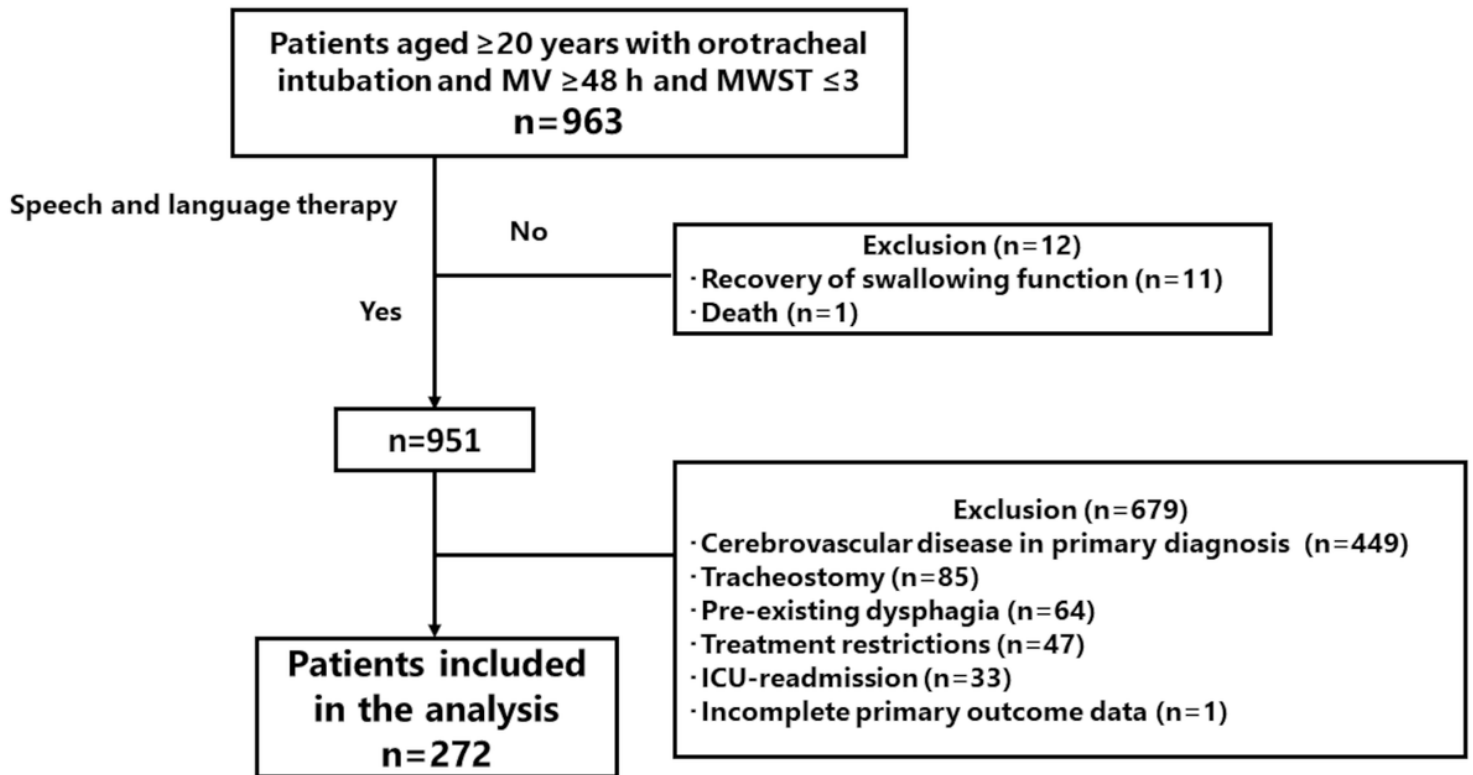 Patients aged ≥20 years with orotracheal
intubation and MV ≥48 h and MWST ≤3
n=963
Speech and language therapy
No
Exclusion (n=12)
·Recovery of swallowing function (n=11)
·Death (n=1)
Yes
n=951
Exclusion (n=679)
·Cerebrovascular disease in primary diagnosis (n=449)
·Tracheostomy (n=85)
·Pre-existing dysphagia (n=64)
·Treatment restrictions (n=47)
·ICU-readmission (n=33)
·Incomplete primary outcome data (n=1)
Patients included
in the analysis
n=272